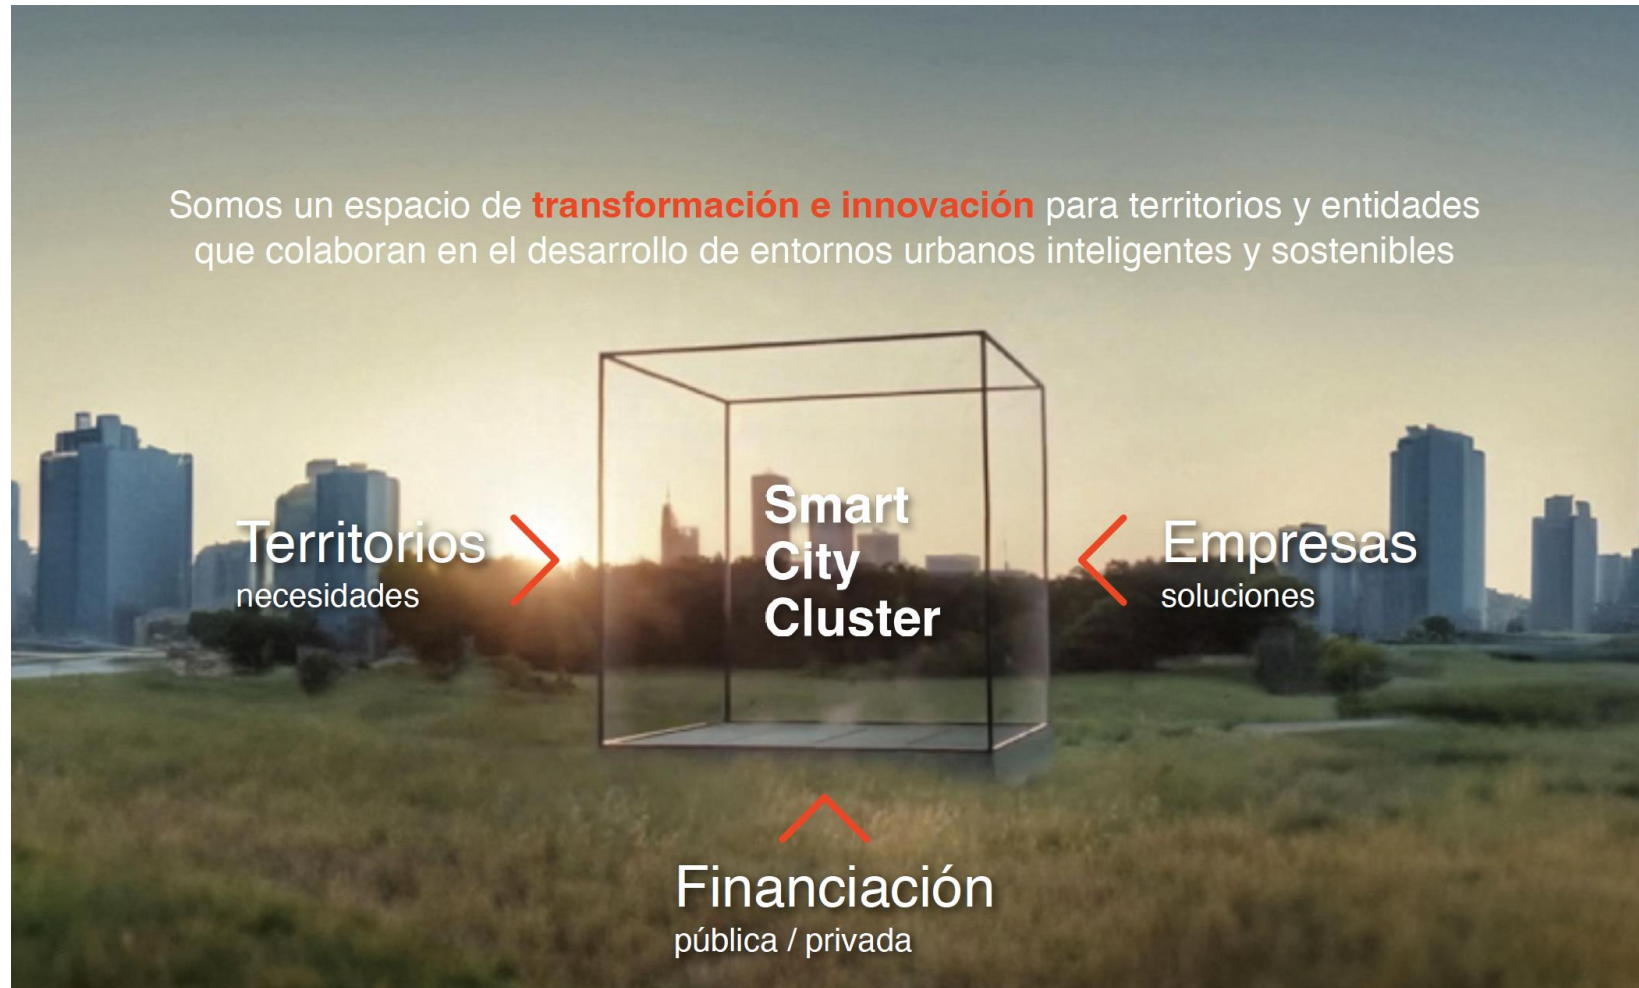 Somos un espacio de transformación e innovación para territorios y entidades
que colaboran en el desarrollo de entornos urbanos inteligentes y sostenibles
Smart
City
Cluster
Territorios
necesidades
Empresas
soluciones
Financiación
pública / privada